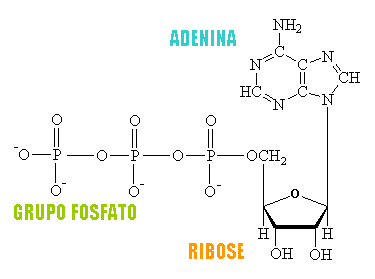 NH₂
ADENINA
N
N
HC
N
N
CH
O
O
O
⁻O P O P O P OCH₂
O⁻
O⁻
O⁻
O
GRUPO FOSFATO
H
H
RIBOSE
OH
OH